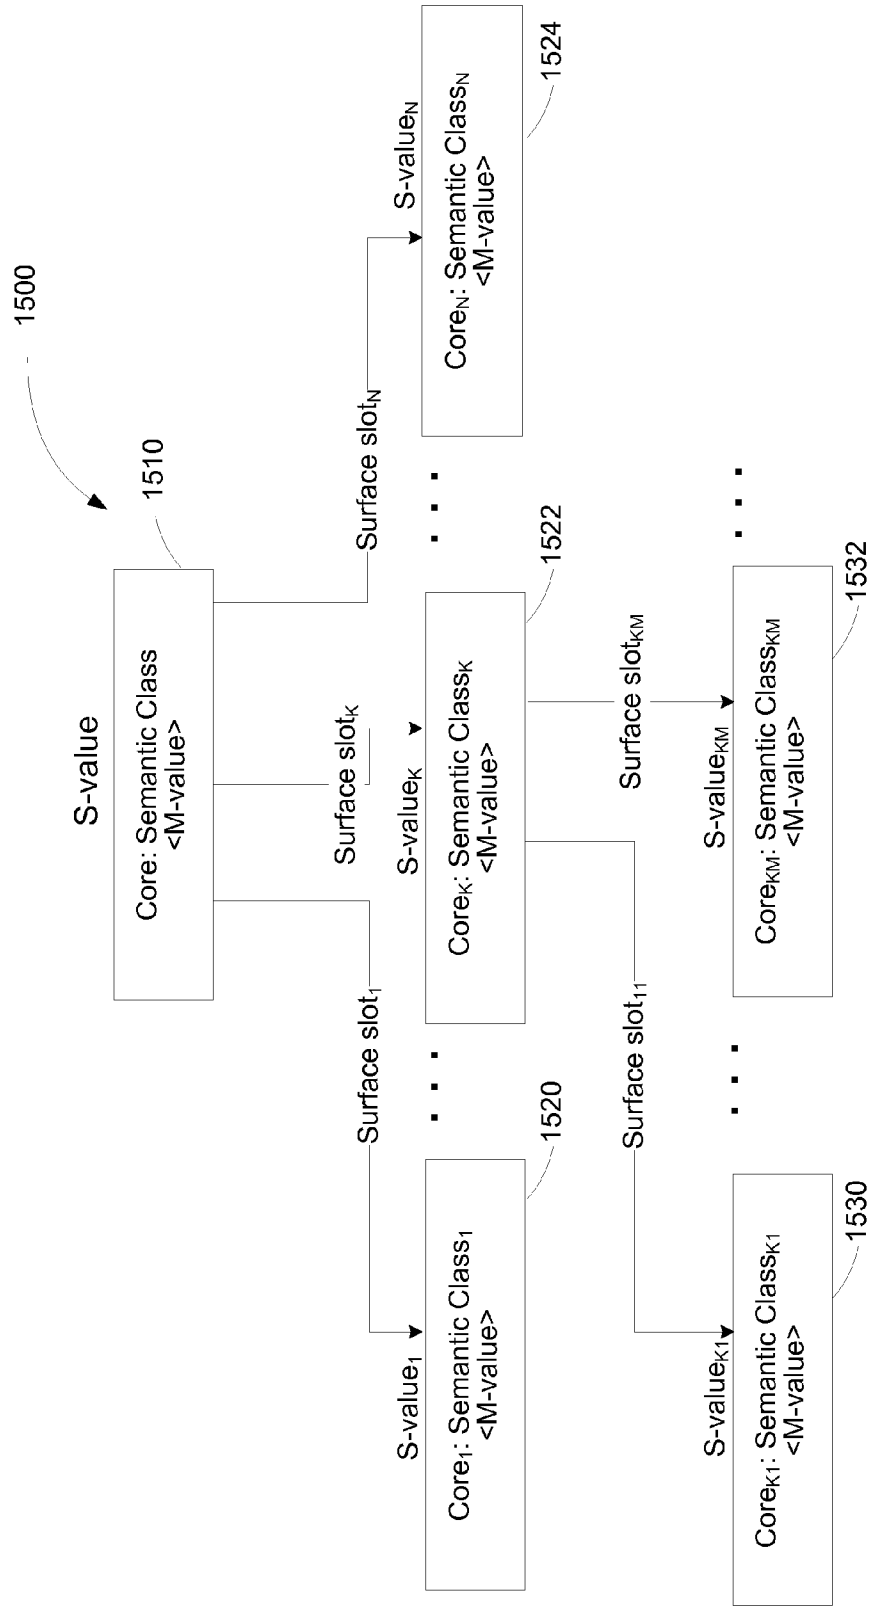 1500
S-value
1510
Core: Semantic Class
<M-value>
Surface slot₁
Surface slotK
Surface slotN
S-value₁
S-valueK
S-valueN
Core₁: Semantic Class₁
<M-value>
1520
CoreK: Semantic ClassK
<M-value>
1522
CoreN: Semantic ClassN
<M-value>
1524
Surface slot₁₁
Surface slotKM
S-valueK1
S-valueKM
CoreK1: Semantic ClassK1
<M-value>
1530
CoreKM: Semantic ClassKM
<M-value>
1532